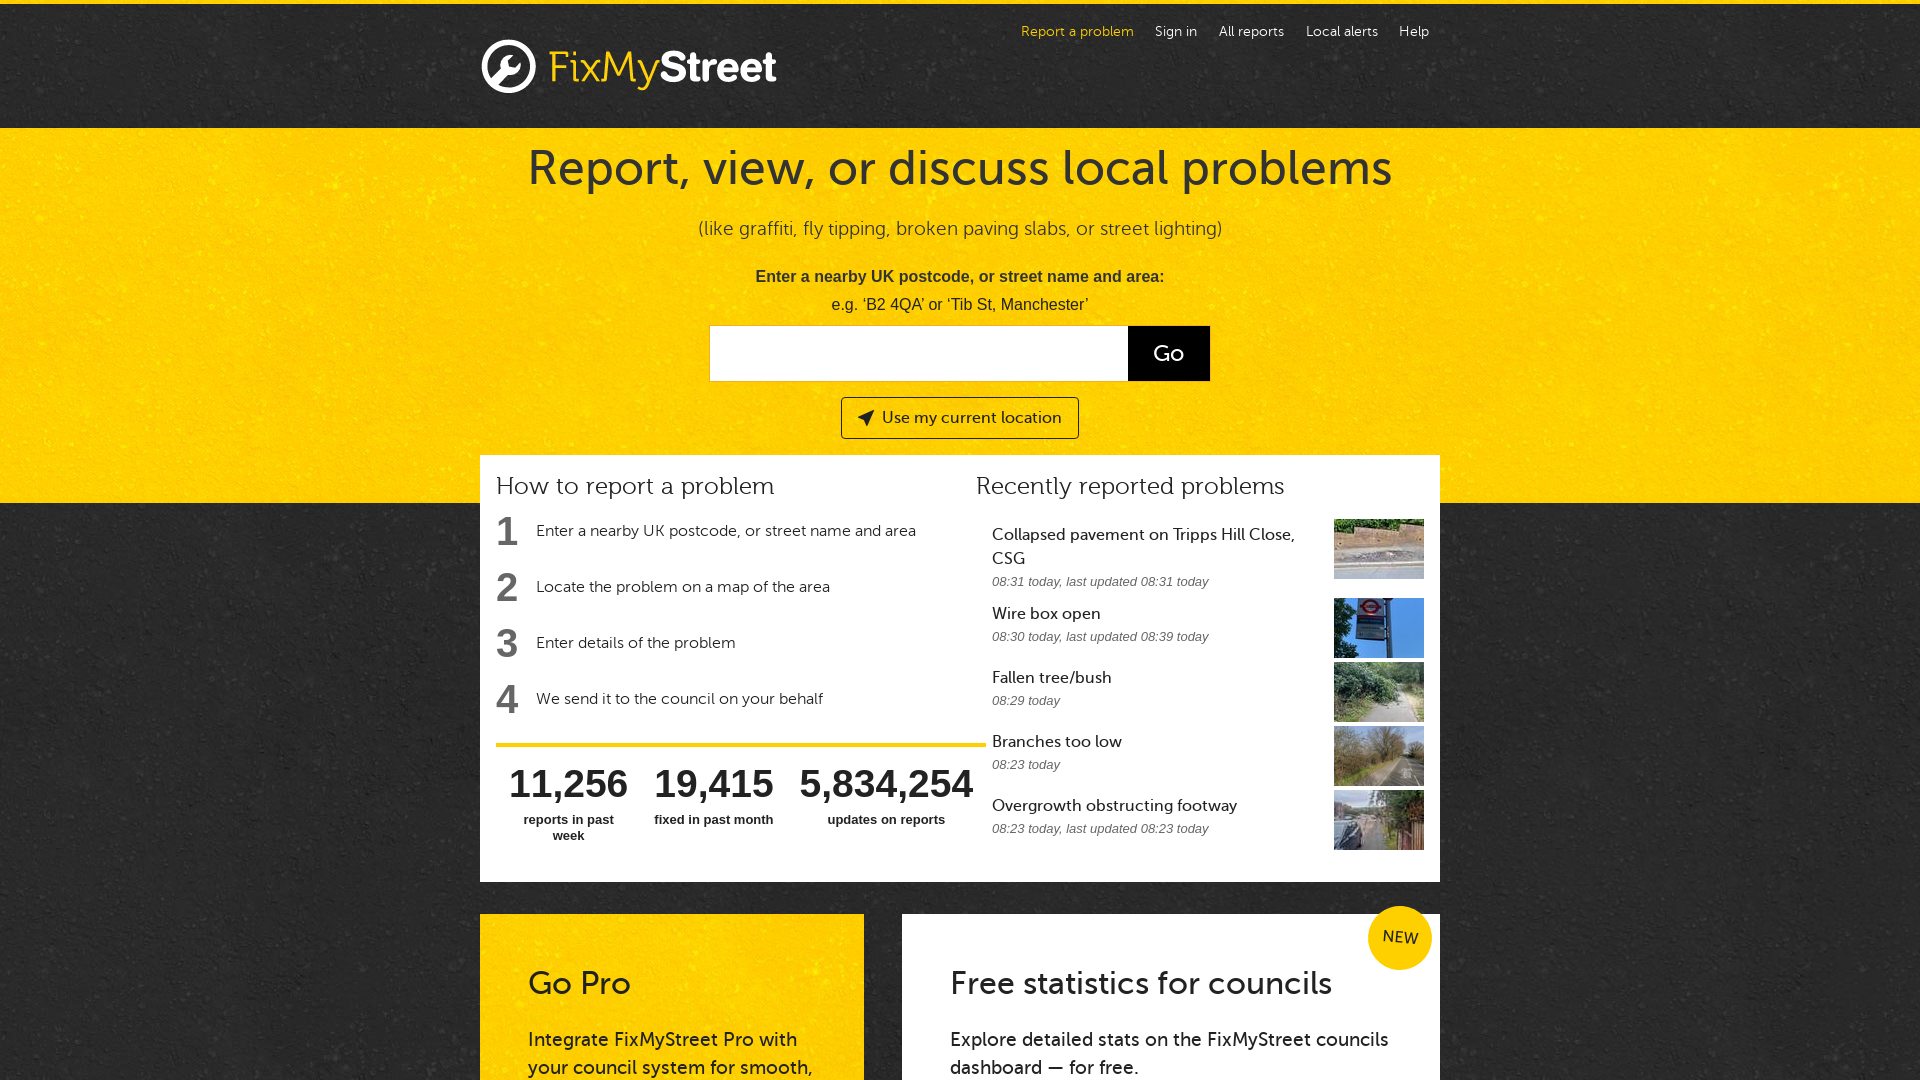 Report a problem
Sign in
All reports
Local alerts
Help
FixMyStreet
Report, view, or discuss local problems
(like graffiti, fly tipping, broken paving slabs, or street lighting)
Enter a nearby UK postcode, or street name and area:
e.g. ‘B2 4QA’ or ‘Tib St, Manchester’
Go
Use my current location
How to report a problem
1 Enter a nearby UK postcode, or street name and area
2 Locate the problem on a map of the area
3 Enter details of the problem
4 We send it to the council on your behalf
11,256
reports in past
week
19,415
fixed in past month
5,834,254
updates on reports
Recently reported problems
Collapsed pavement on Tripps Hill Close,
CSG
08:31 today, last updated 08:31 today
Wire box open
08:30 today, last updated 08:39 today
Fallen tree/bush
08:29 today
Branches too low
08:23 today
Overgrowth obstructing footway
08:23 today, last updated 08:23 today
Go Pro
Integrate FixMyStreet Pro with
your council system for smooth,
NEW
Free statistics for councils
Explore detailed stats on the FixMyStreet councils
dashboard — for free.